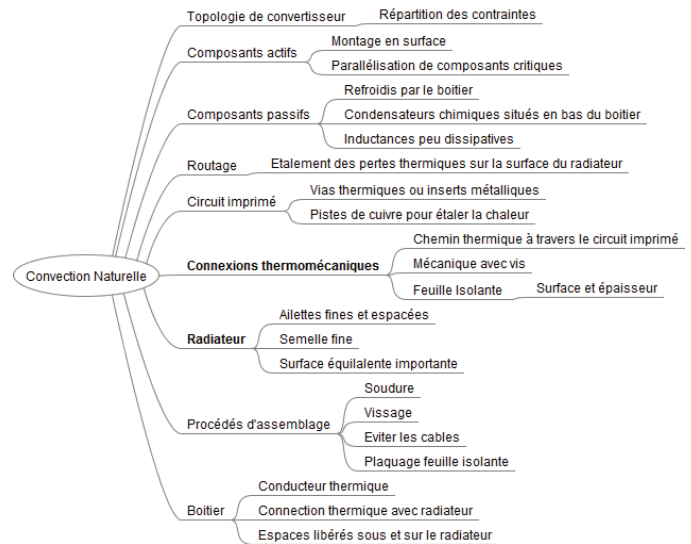 Topologie de convertisseur
Répartition des contraintes
Composants actifs
Montage en surface
Parallélisation de composants critiques
Composants passifs
Refroidis par le boitier
Condensateurs chimiques situés en bas du boitier
Inductances peu dissipatives
Routage
Etalement des pertes thermiques sur la surface du radiateur
Circuit imprimé
Vias thermiques ou inserts métalliques
Pistes de cuivre pour étaler la chaleur
Convection Naturelle
Connexions thermomécaniques
Chemin thermique à travers le circuit imprimé
Mécanique avec vis
Feuille Isolante
Surface et épaisseur
Radiateur
Ailettes fines et espacées
Semelle fine
Surface équilalente importante
Procédés d'assemblage
Soudure
Vissage
Eviter les cables
Plaquage feuille isolante
Boitier
Conducteur thermique
Connection thermique avec radiateur
Espaces libérés sous et sur le radiateur